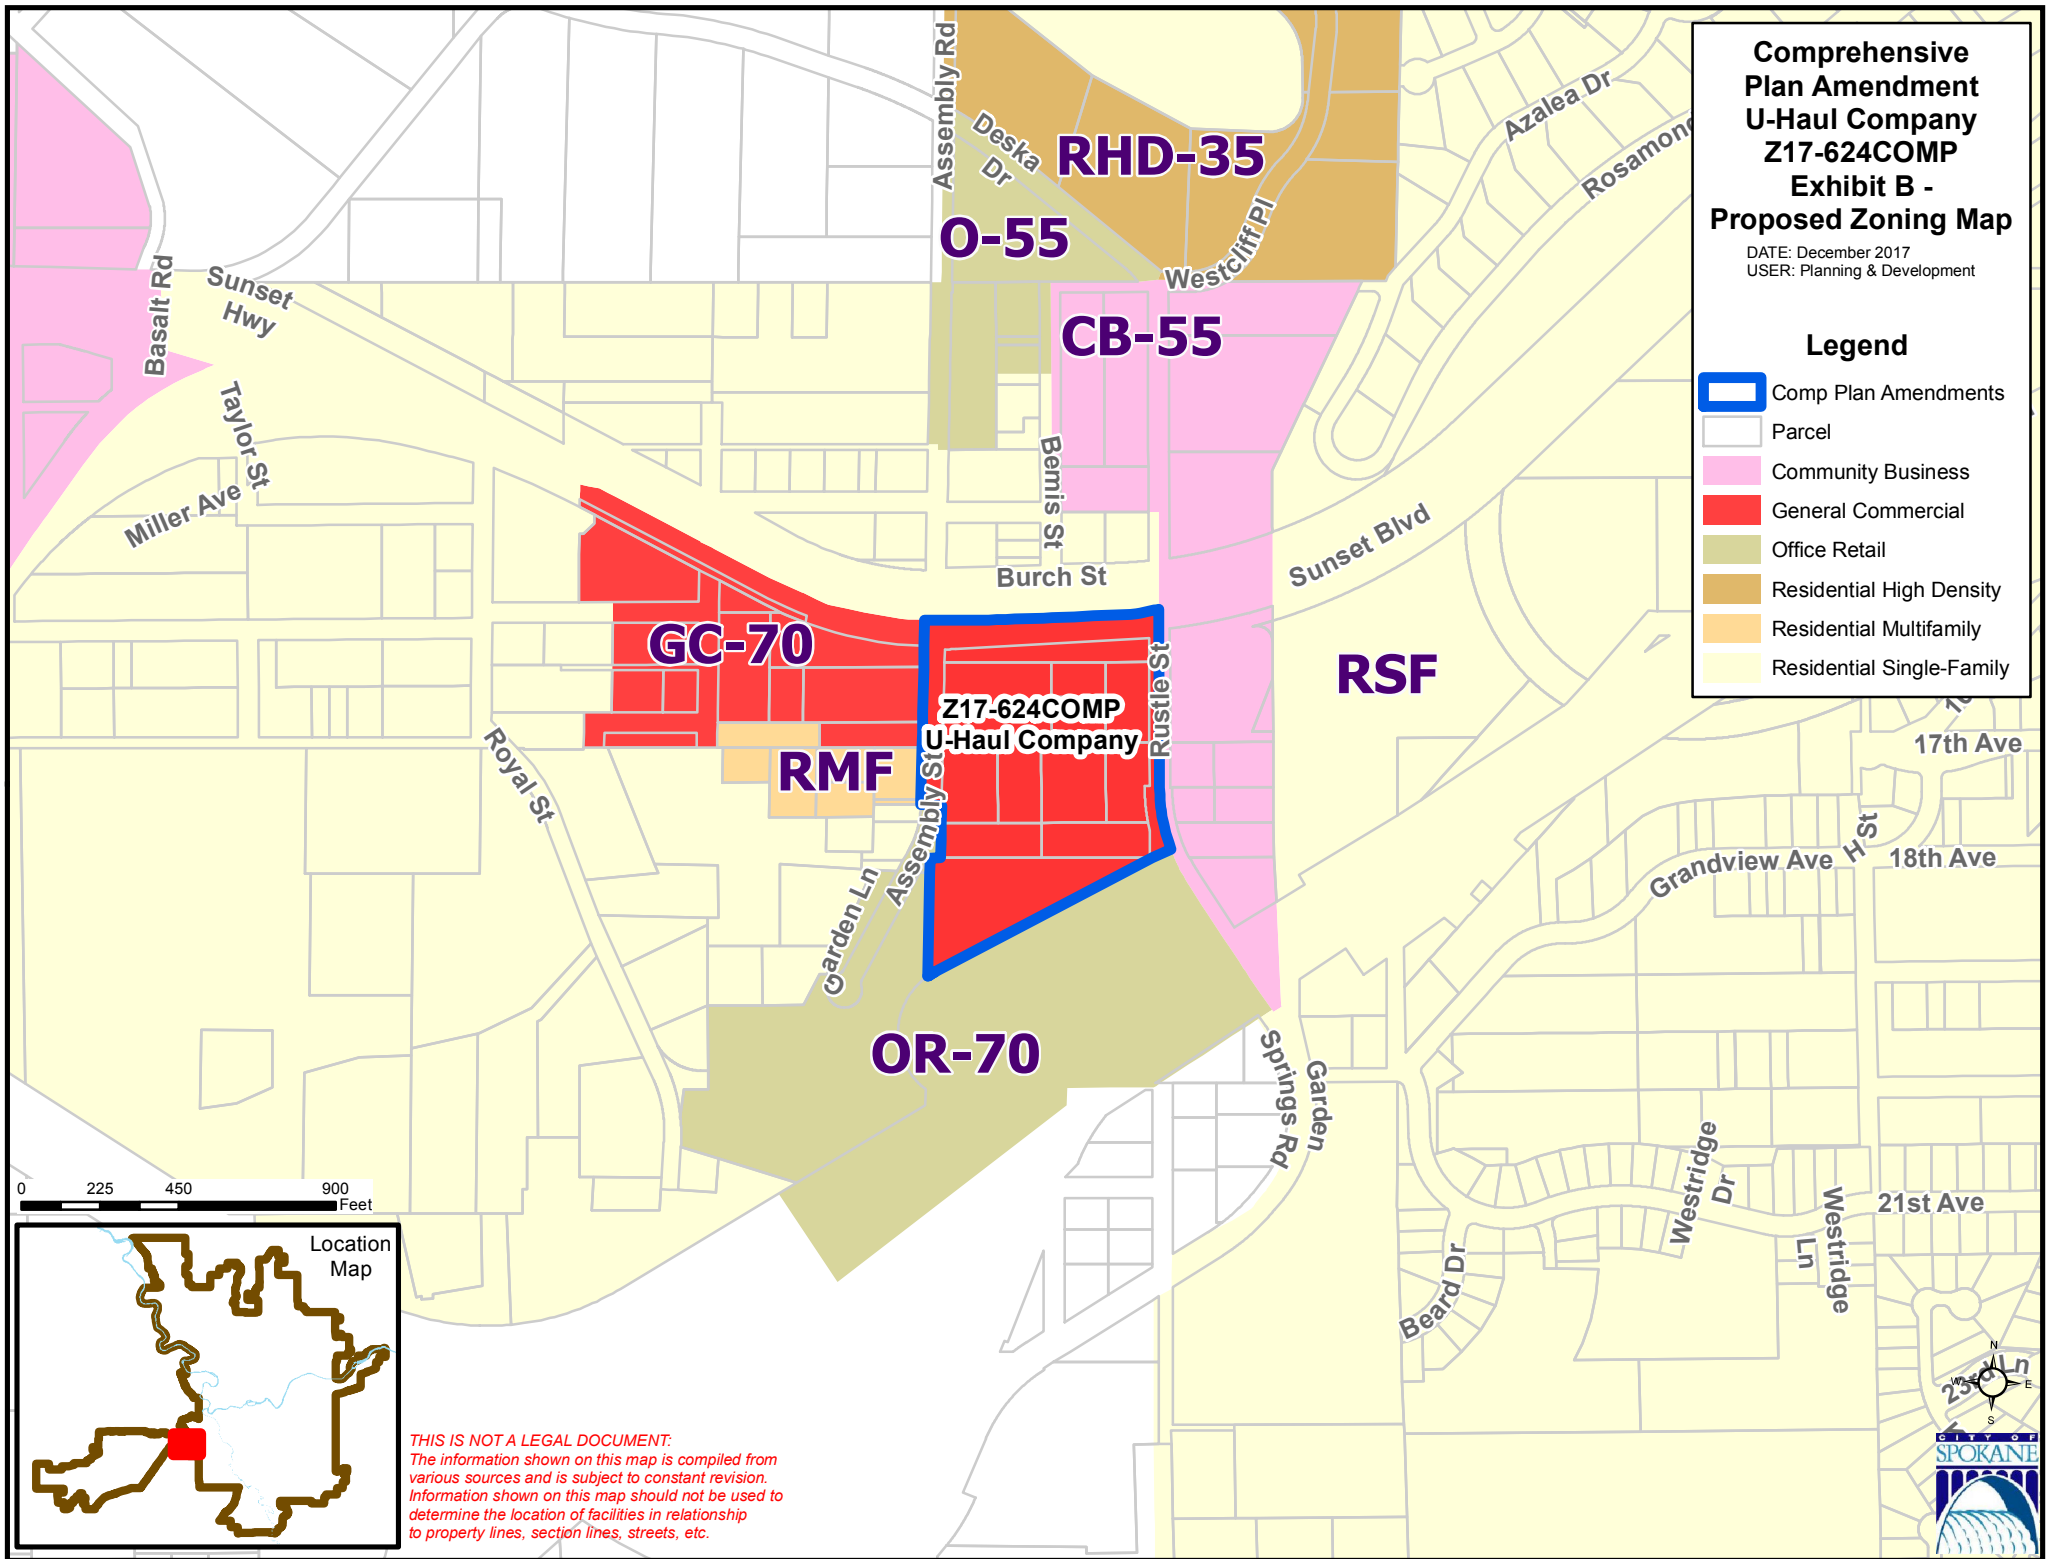 Comprehensive
Plan Amendment
U-Haul Company
Z17-624COMP
Exhibit B -
Proposed Zoning Map
DATE: December 2017
USER: Planning & Development
Legend
Comp Plan Amendments
Parcel
Community Business
General Commercial
Office Retail
Residential High Density
Residential Multifamily
Residential Single-Family
Assembly Rd
Deska
Dr
RHD-35
O-55
Westcliff Pl
CB-55
Azalea Dr
Basalt Rd
Sunset
Hwy
Taylor St
Miller Ave
Bemis St
Burch St
Sunset Blvd
GC-70
Z17-624COMP
U-Haul Company
Rustle St
RSF
RMF
Royal St
Assembly St
Garden Ln
17th Ave
H St
Grandview Ave
18th Ave
OR-70
Garden
Springs Rd
Westridge
Dr
21st Ave
Westridge
Ln
Beard Dr
23rd Ln
0 225 450 900
Feet
Location
Map
THIS IS NOT A LEGAL DOCUMENT:
The information shown on this map is compiled from
various sources and is subject to constant revision.
Information shown on this map should not be used to
determine the location of facilities in relationship
to property lines, section lines, streets, etc.
N
W E
S
CITY OF
SPOKANE